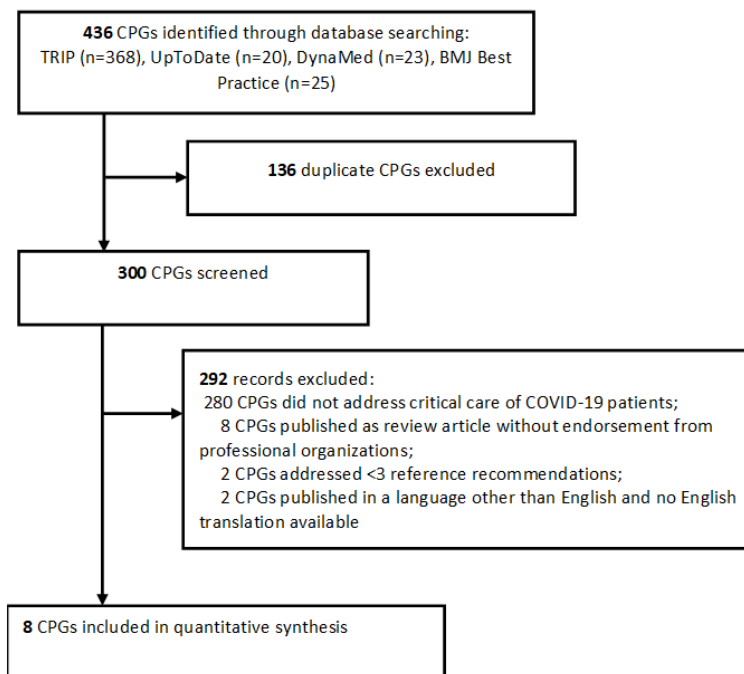 436 CPGs identified through database searching:
TRIP (n=368), UpToDate (n=20), DynaMed (n=23), BMJ Best
Practice (n=25)
136 duplicate CPGs excluded
300 CPGs screened
292 records excluded:
280 CPGs did not address critical care of COVID-19 patients;
8 CPGs published as review article without endorsement from
professional organizations;
2 CPGs addressed <3 reference recommendations;
2 CPGs published in a language other than English and no English
translation available
8 CPGs included in quantitative synthesis